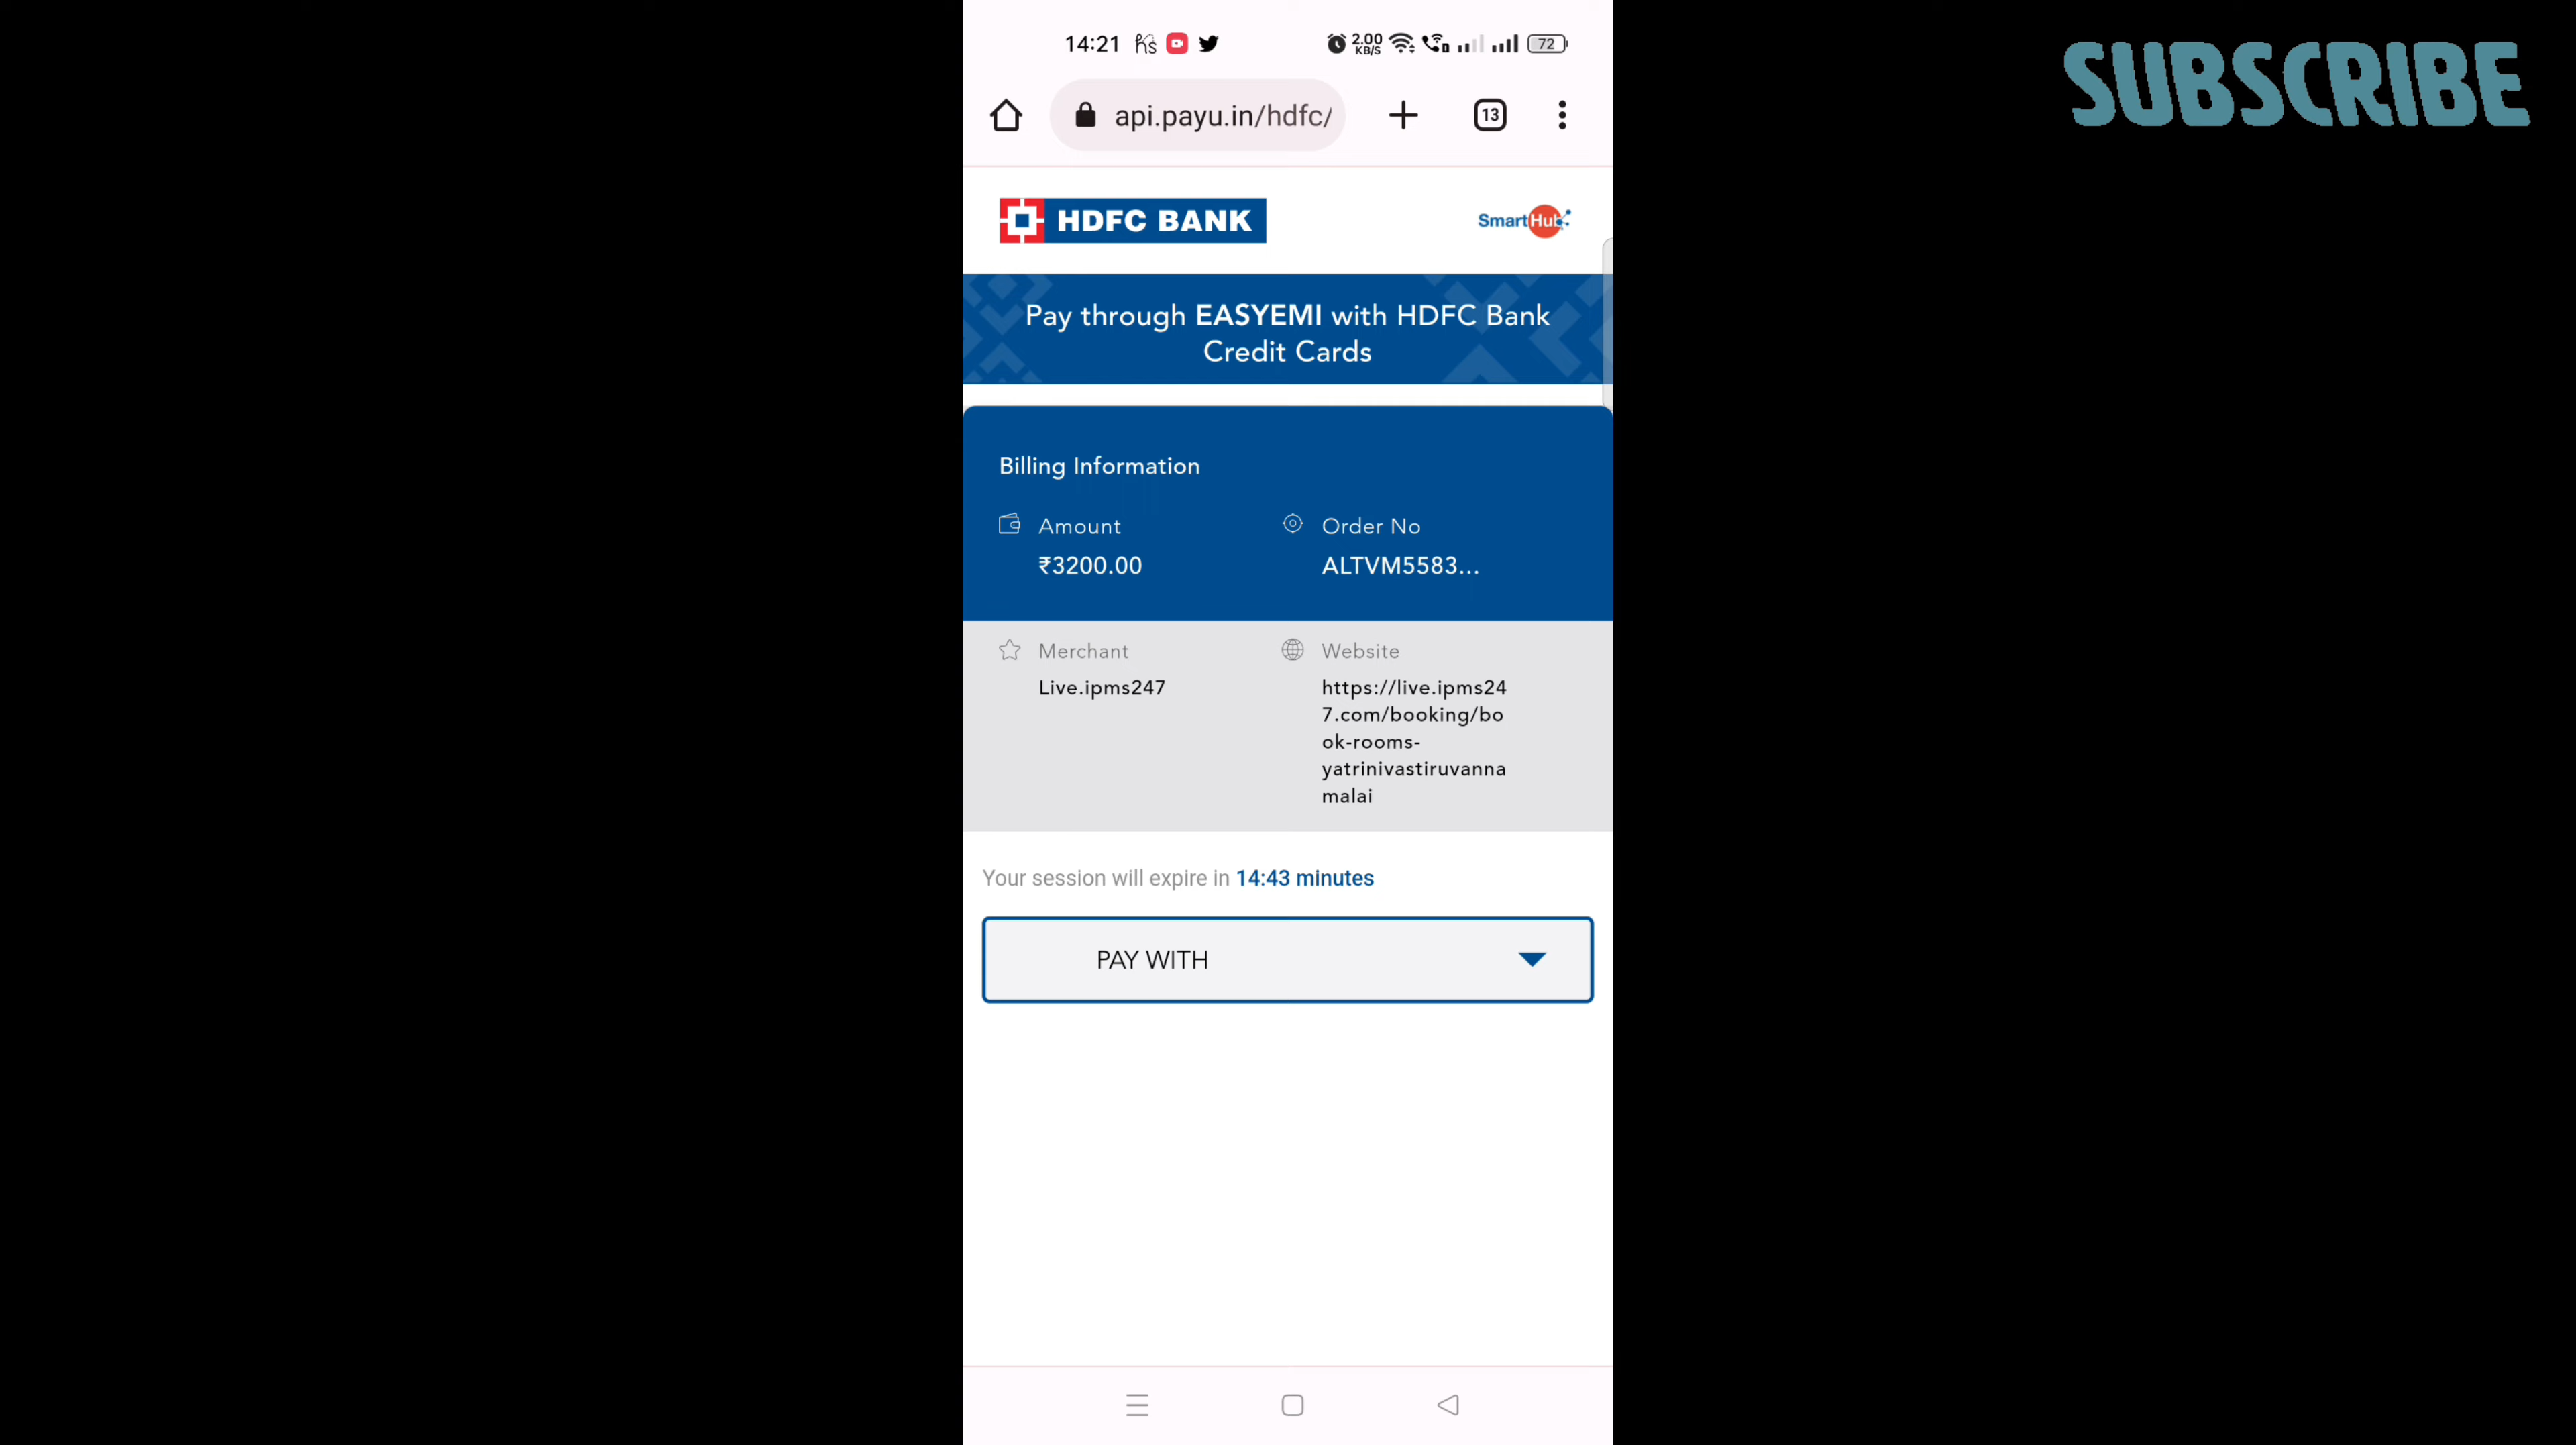 14:21
2.00
KB/S
72
SUBSCRIBE
api.payu.in/hdfc/
13
HDFC BANK
SmartHub
Pay through EASYEMI with HDFC Bank
Credit Cards
Billing Information
Amount
Order No
₹3200.00
ALTVM5583...
Merchant
Website
Live.ipms247
https://live.ipms24
7.com/booking/bo
ok-rooms-
yatrinivastiruvanna
malai
Your session will expire in 14:43 minutes
PAY WITH